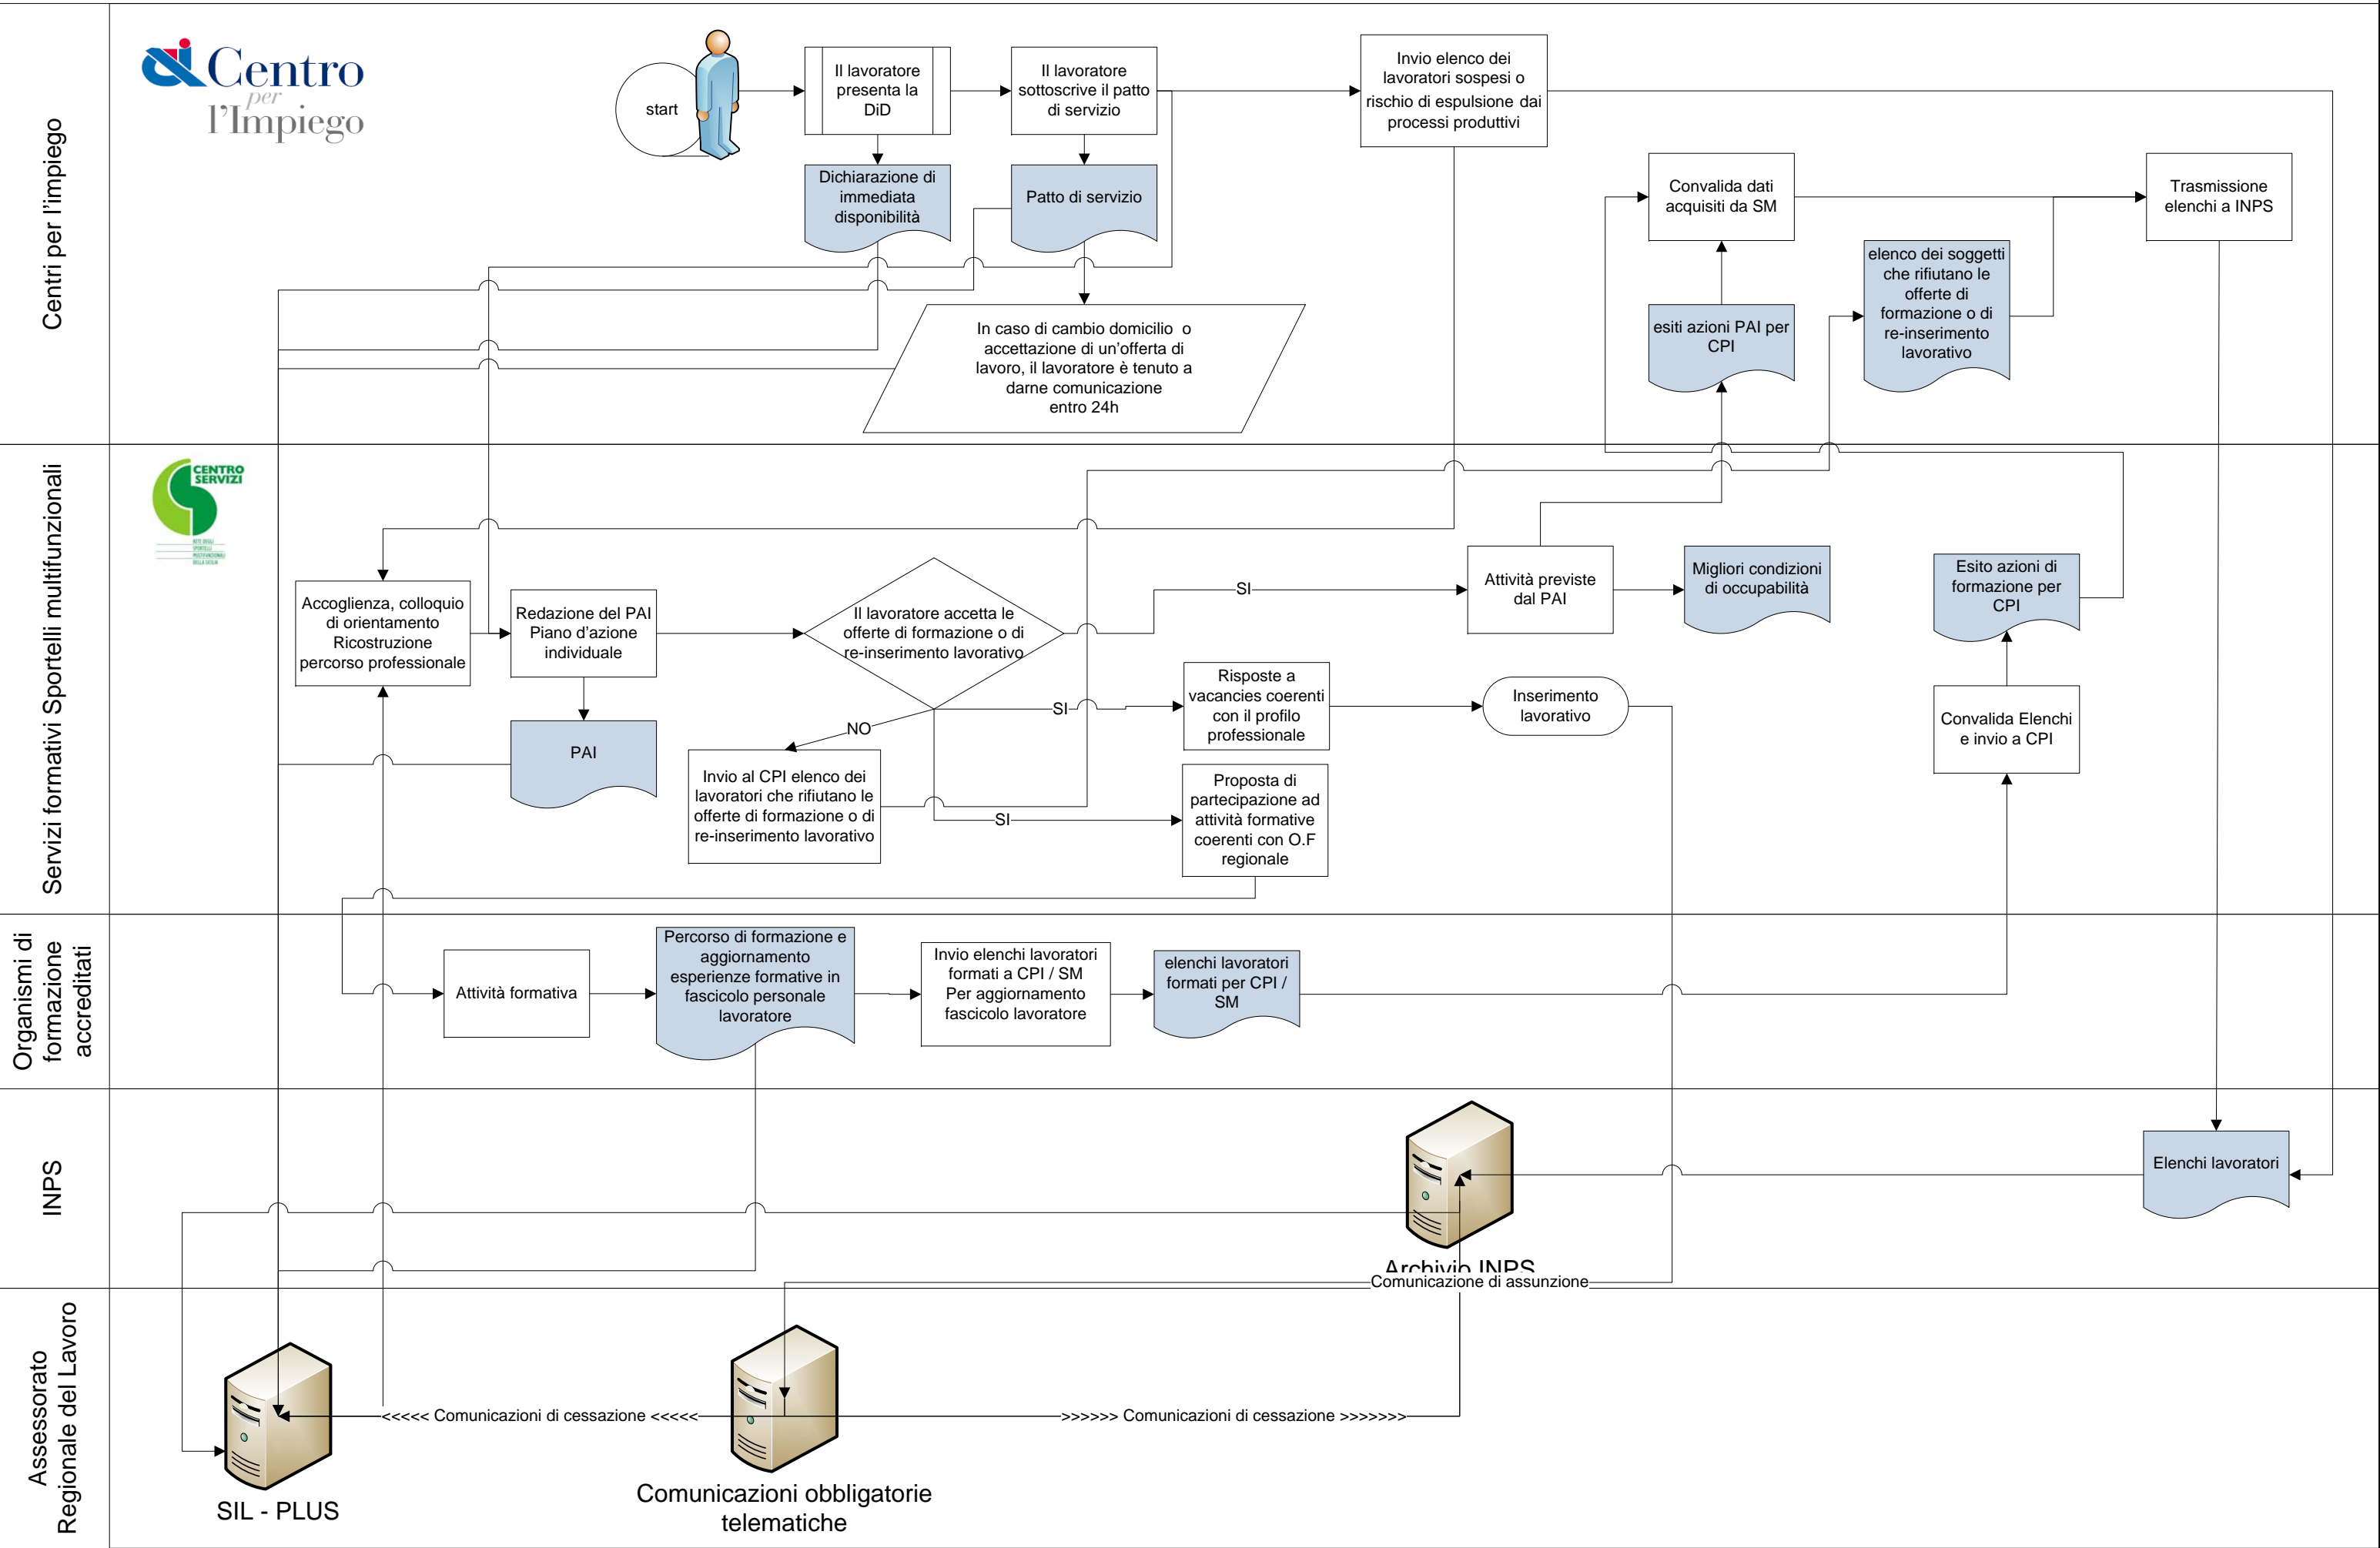 Centri per l'impiego
Centro
per
l'Impiego
start
Il lavoratore
presenta la
DiD
Il lavoratore
sottoscrive il patto
di servizio
Invio elenco dei
lavoratori sospesi o
rischio di espulsione dai
processi produttivi
Dichiarazione di
immediata
disponibilità
Patto di servizio
Convalida dati
acquisiti da SM
Trasmissione
elenchi a INPS
In caso di cambio domicilio o
accettazione di un'offerta di
lavoro, il lavoratore è tenuto a
darne comunicazione
entro 24h
esiti azioni PAI per
CPI
elenco dei soggetti
che rifiutano le
offerte di
formazione o di
re-inserimento
lavorativo
Servizi formativi Sportelli multifunzionali
CENTRO
SERVIZI
RETE DEGLI
SPORTELLI
MULTIFUNZIONALI
DELLA SICILIA
Accoglienza, colloquio
di orientamento
Ricostruzione
percorso professionale
Redazione del PAI
Piano d'azione
individuale
PAI
Il lavoratore accetta le
offerte di formazione o di
re-inserimento lavorativo
SI
Attività previste
dal PAI
Migliori condizioni
di occupabilità
Esito azioni di
formazione per
CPI
NO
Invio al CPI elenco dei
lavoratori che rifiutano le
offerte di formazione o di
re-inserimento lavorativo
SI
Risposte a
vacancies coerenti
con il profilo
professionale
Inserimento
lavorativo
Convalida Elenchi
e invio a CPI
SI
Proposta di
partecipazione ad
attività formative
coerenti con O.F
regionale
Organismi di
formazione
accreditati
Attività formativa
Percorso di formazione e
aggiornamento
esperienze formative in
fascicolo personale
lavoratore
Invio elenchi lavoratori
formati a CPI / SM
Per aggiornamento
fascicolo lavoratore
elenchi lavoratori
formati per CPI /
SM
INPS
Elenchi lavoratori
Archivio INPS
Comunicazione di assunzione
Assessorato
Regionale del Lavoro
<<<<< Comunicazioni di cessazione <<<<<
>>>>>> Comunicazioni di cessazione >>>>>>>
SIL - PLUS
Comunicazioni obbligatorie
telematiche